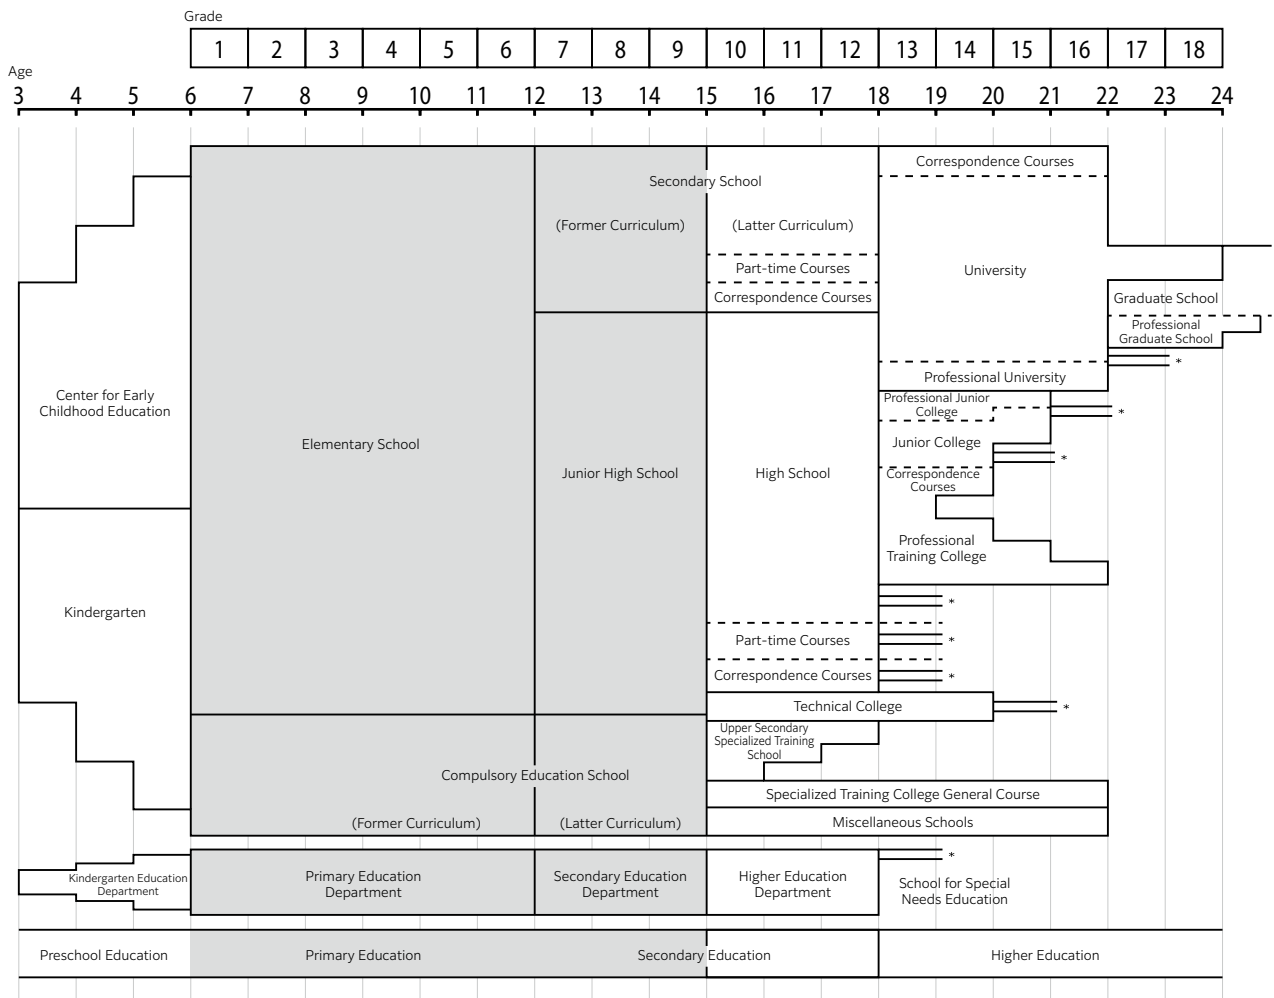 Grade
1 2 3 4 5 6 7 8 9 10 11 12 13 14 15 16 17 18
Age
3 4 5 6 7 8 9 10 11 12 13 14 15 16 17 18 19 20 21 22 23 24
Correspondence Courses
Secondary School
(Former Curriculum)
(Latter Curriculum)
Part-time Courses
University
Correspondence Courses
Graduate School
Professional
Graduate School
*
Professional University
Center for Early
Childhood Education
Professional Junior
College
*
Elementary School
Junior High School
High School
Junior College
*
Correspondence
Courses
Professional
Training College
Kindergarten
*
Part-time Courses
*
Correspondence Courses
*
Technical College
*
Upper Secondary
Specialized Training
School
Compulsory Education School
Specialized Training College General Course
(Former Curriculum)
(Latter Curriculum)
Miscellaneous Schools
*
Kindergarten Education
Department
Primary Education
Department
Secondary Education
Department
Higher Education
Department
School for Special
Needs Education
Preschool Education
Primary Education
Secondary Education
Higher Education